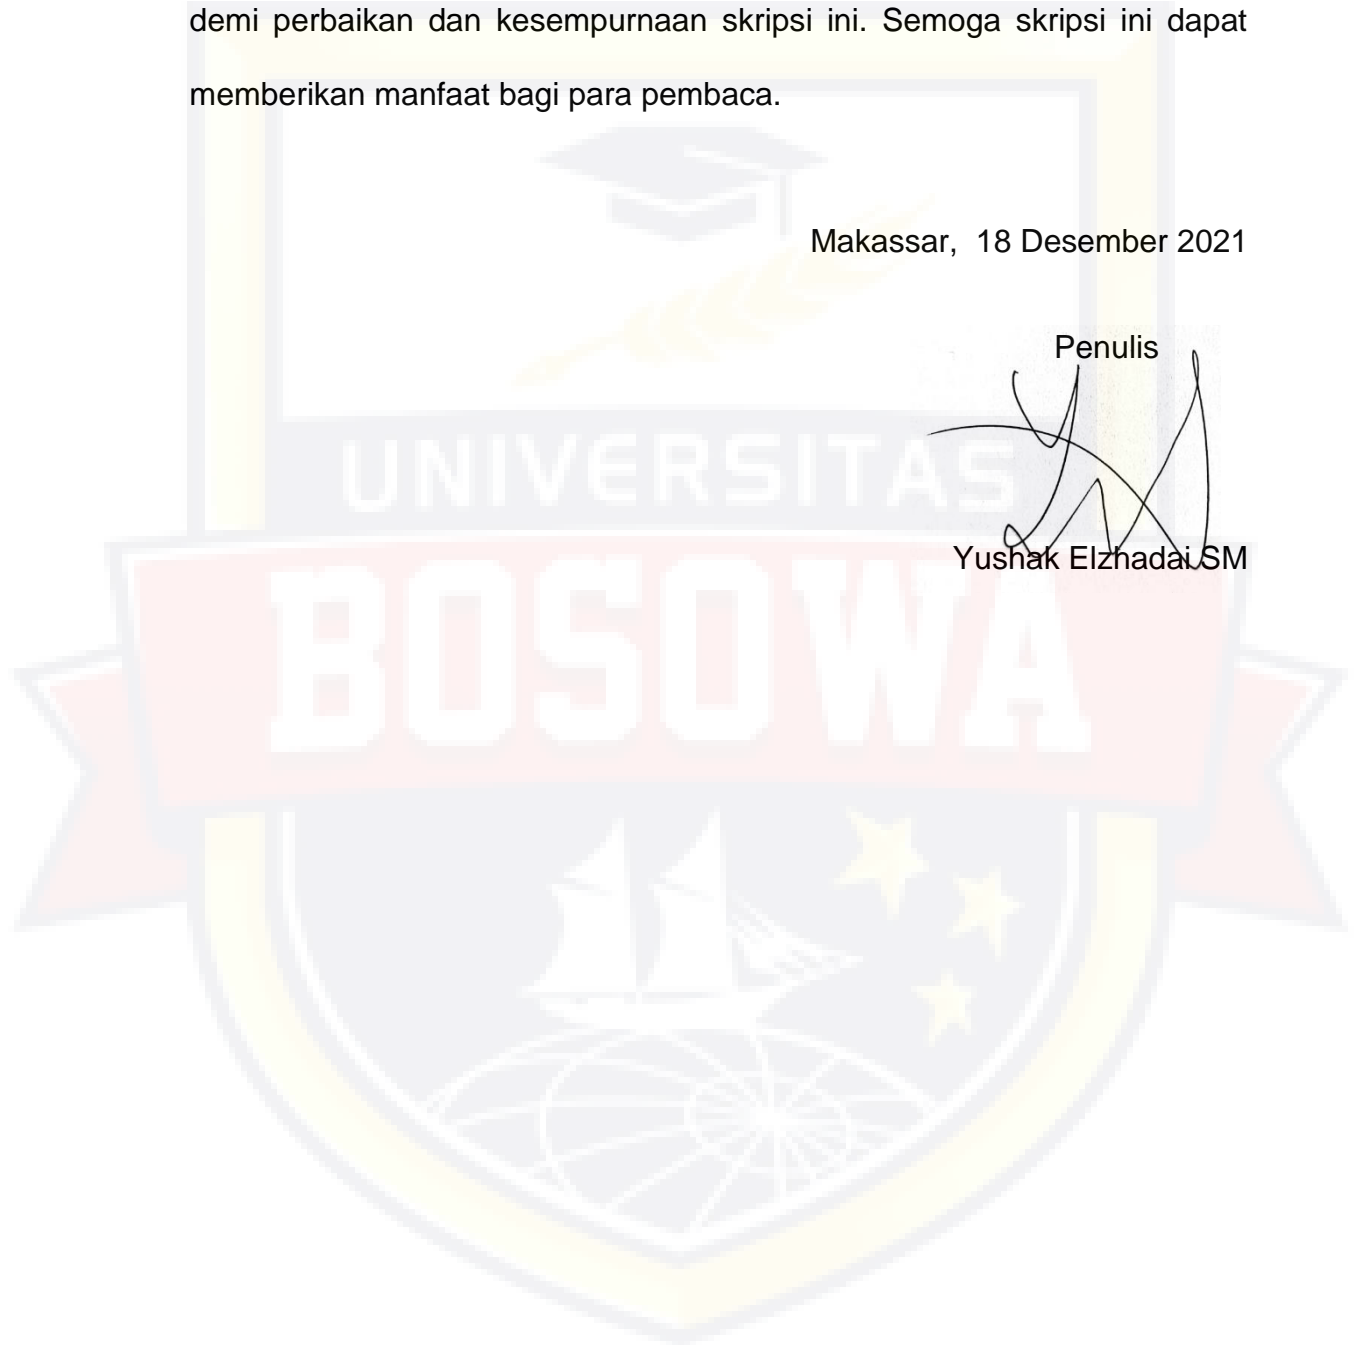 demi perbaikan dan kesempurnaan skripsi ini. Semoga skripsi ini dapat
memberikan manfaat bagi para pembaca.
Makassar,  18 Desember 2021
Penulis
Yushak Elzhadai SM
UNIVERSITAS
BOSOWA